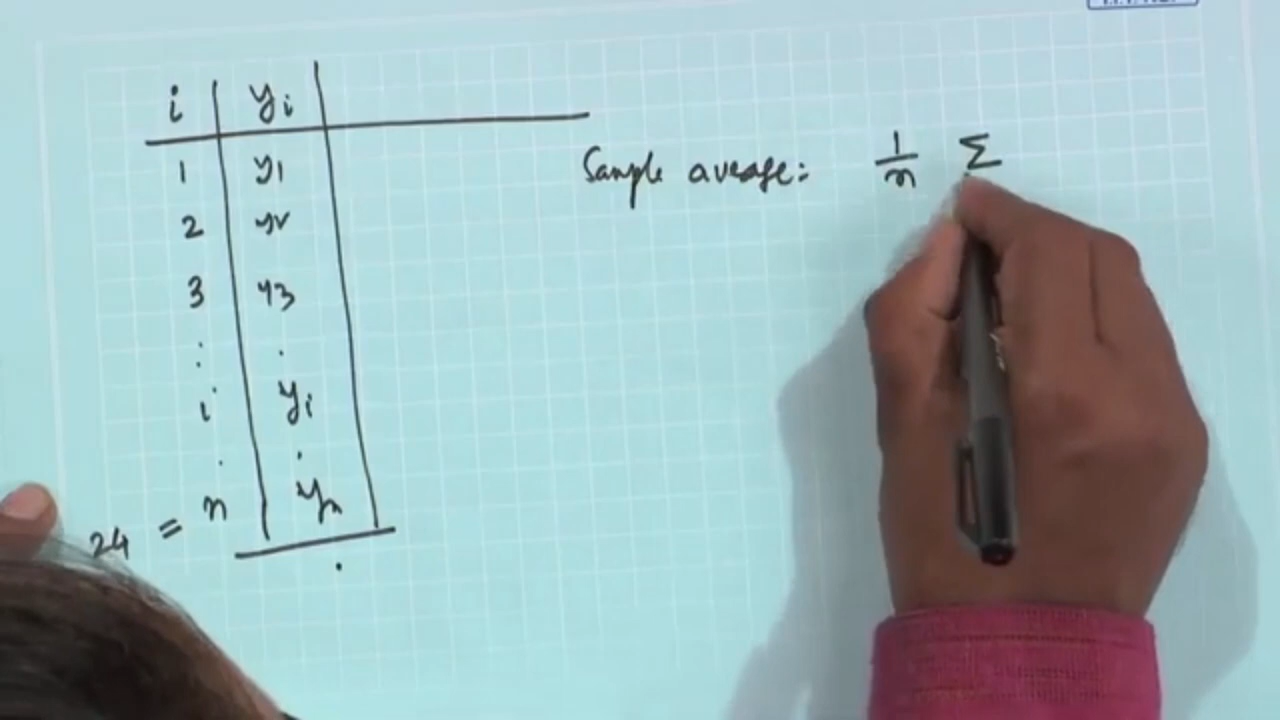 i yi
1 y1
2 y2
3 y3
: .
i yi
. .
24 = n yn
Sample average: 1/n Σ